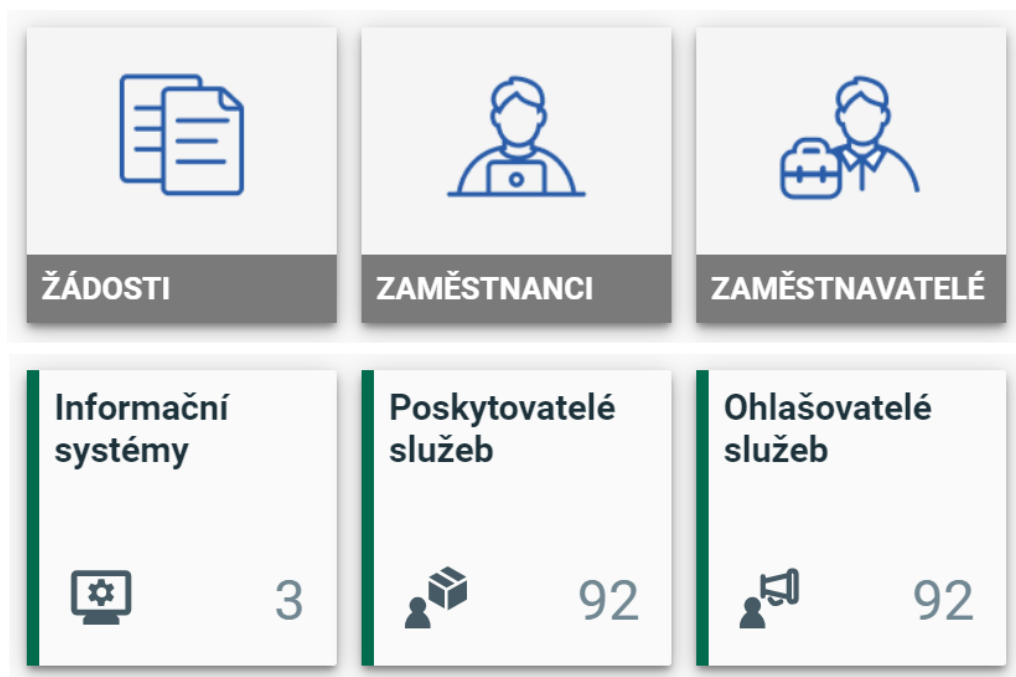 ŽÁDOSTI
ZAMĚSTNANCI
ZAMĚSTNAVATELÉ
Informační
systémy
3
Poskytovatelé
služeb
92
Ohlašovatelé
služeb
92